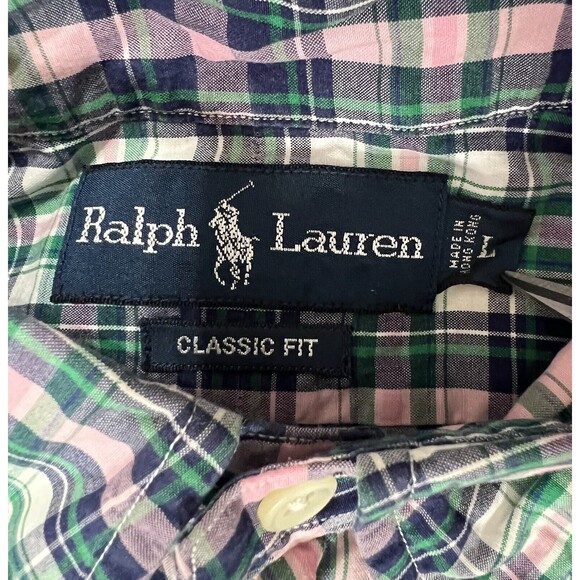 Ralph Lauren
MADE IN
HONG KONG
L
CLASSIC FIT